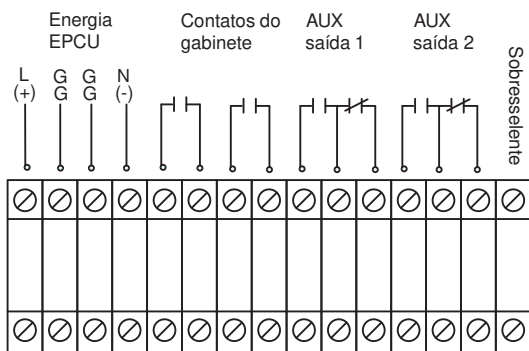 Energia
EPCU
Contatos do
gabinete
AUX
saída 1
AUX
saída 2
Sobresselente
L
(+)
G
G
G
G
N
(-)